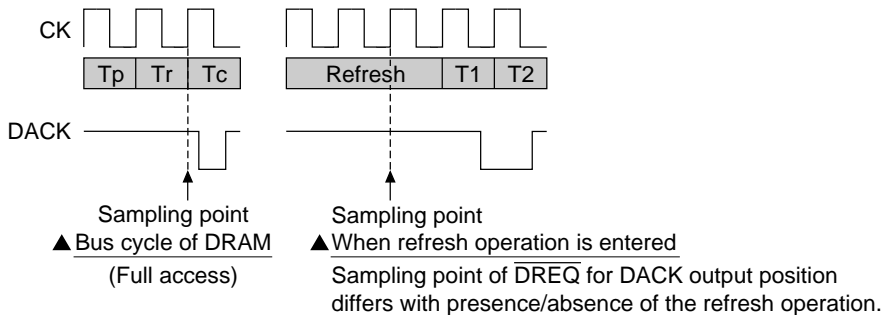 CK
Tp Tr Tc Refresh T1 T2
DACK
Sampling point
▲Bus cycle of DRAM
(Full access)
Sampling point
▲When refresh operation is entered
Sampling point of DREQ for DACK output position
differs with presence/absence of the refresh operation.